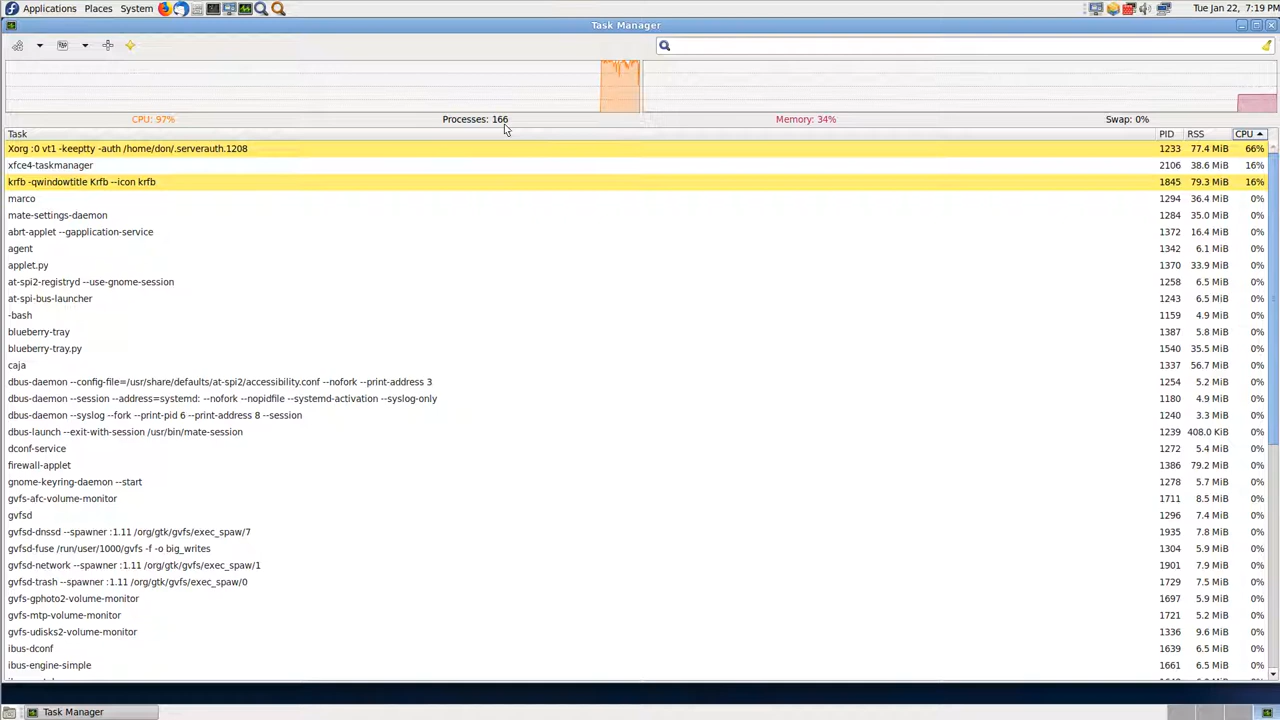 Applications Places System Tue Jan 22, 7:19 PM
Task Manager
CPU: 97% Processes: 166 Memory: 34% Swap: 0%
Task PID RSS CPU
Xorg :0 vt1 -keeptty -auth /home/don/.serverauth.1208 1233 77.4 MiB 66%
xfce4-taskmanager 2106 38.6 MiB 16%
krfb -qwindowtitle Krfb --icon krfb 1845 79.3 MiB 16%
marco 1294 36.4 MiB 0%
mate-settings-daemon 1284 35.0 MiB 0%
abrt-applet --gapplication-service 1372 16.4 MiB 0%
agent 1342 6.1 MiB 0%
applet.py 1370 33.9 MiB 0%
at-spi2-registryd --use-gnome-session 1258 6.5 MiB 0%
at-spi-bus-launcher 1243 6.5 MiB 0%
-bash 1159 4.9 MiB 0%
blueberry-tray 1387 5.8 MiB 0%
blueberry-tray.py 1540 35.5 MiB 0%
caja 1337 56.7 MiB 0%
dbus-daemon --config-file=/usr/share/defaults/at-spi2/accessibility.conf --nofork --print-address 3 1254 5.2 MiB 0%
dbus-daemon --session --address=systemd: --nofork --nopidfile --systemd-activation --syslog-only 1180 4.9 MiB 0%
dbus-daemon --syslog --fork --print-pid 6 --print-address 8 --session 1240 3.3 MiB 0%
dbus-launch --exit-with-session /usr/bin/mate-session 1239 408.0 KiB 0%
dconf-service 1272 5.4 MiB 0%
firewall-applet 1386 79.2 MiB 0%
gnome-keyring-daemon --start 1278 5.7 MiB 0%
gvfs-afc-volume-monitor 1711 8.5 MiB 0%
gvfsd 1296 7.4 MiB 0%
gvfsd-dnssd --spawner :1.11 /org/gtk/gvfs/exec_spaw/7 1935 7.8 MiB 0%
gvfsd-fuse /run/user/1000/gvfs -f -o big_writes 1304 5.9 MiB 0%
gvfsd-network --spawner :1.11 /org/gtk/gvfs/exec_spaw/1 1901 7.9 MiB 0%
gvfsd-trash --spawner :1.11 /org/gtk/gvfs/exec_spaw/0 1729 7.5 MiB 0%
gvfs-gphoto2-volume-monitor 1697 5.9 MiB 0%
gvfs-mtp-volume-monitor 1721 5.2 MiB 0%
gvfs-udisks2-volume-monitor 1336 9.6 MiB 0%
ibus-dconf 1639 6.5 MiB 0%
ibus-engine-simple 1661 6.5 MiB 0%
Task Manager